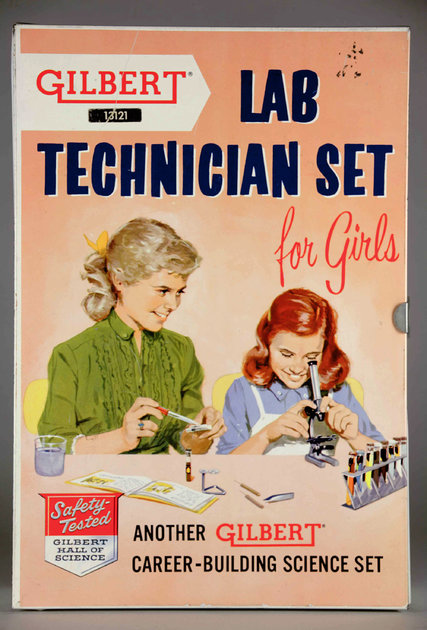 GILBERT®
13121
LAB
TECHNICIAN SET
for Girls
Safety-
Tested
GILBERT
HALL OF
SCIENCE
ANOTHER GILBERT®
CAREER-BUILDING SCIENCE SET